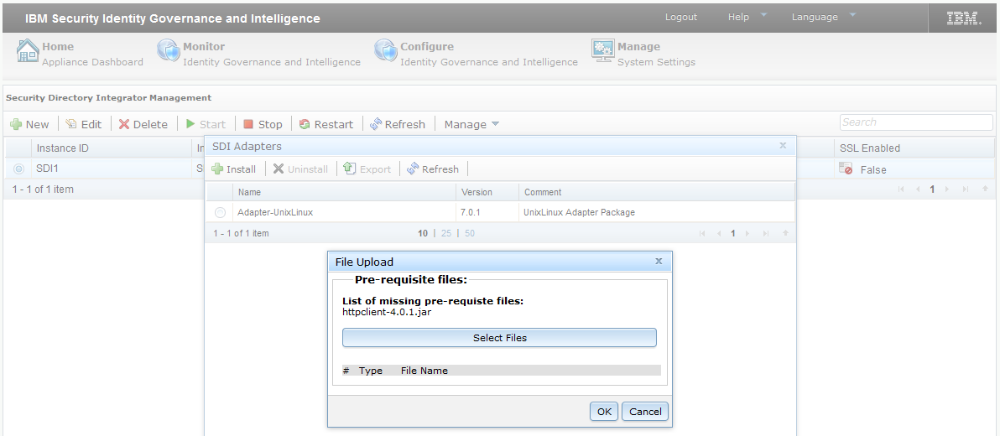 IBM Security Identity Governance and Intelligence Logout Help Language IBM.
Home Monitor Configure Manage
Appliance Dashboard Identity Governance and Intelligence Identity Governance and Intelligence System Settings
Security Directory Integrator Management
New Edit Delete Start Stop Restart Refresh Manage Search
Instance ID In SSL Enabled
SDI1 S False
1 - 1 of 1 item 1
SDI Adapters x
Install Uninstall Export Refresh
Name Version Comment
Adapter-UnixLinux 7.0.1 UnixLinux Adapter Package
1 - 1 of 1 item 10 | 25 | 50 1
File Upload x
Pre-requisite files:
List of missing pre-requiste files:
httpclient-4.0.1.jar
Select Files
# Type File Name
OK Cancel